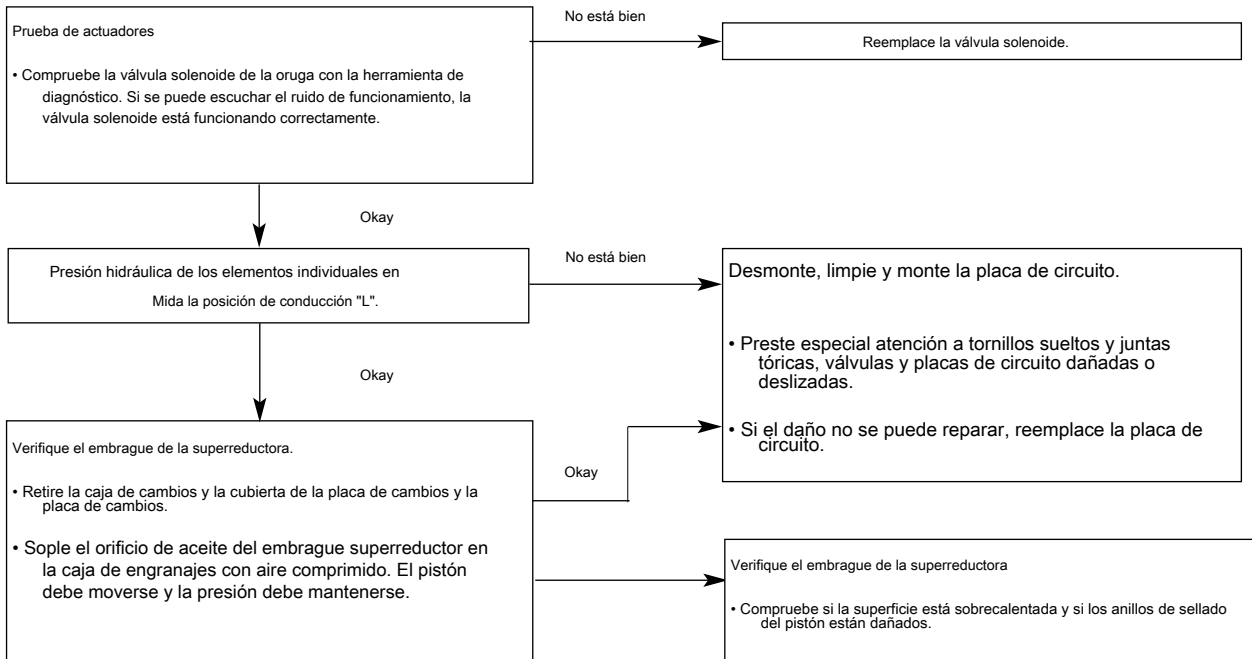 Prueba de actuadores
• Compruebe la válvula solenoide de la oruga con la herramienta de
diagnóstico. Si se puede escuchar el ruido de funcionamiento, la
válvula solenoide está funcionando correctamente.
No está bien
Reemplace la válvula solenoide.
Okay
Presión hidráulica de los elementos individuales en
Mida la posición de conducción "L".
No está bien
Desmonte, limpie y monte la placa de circuito.
• Preste especial atención a tornillos sueltos y juntas
tóricas, válvulas y placas de circuito dañadas o
deslizadas.
• Si el daño no se puede reparar, reemplace la placa de
circuito.
Okay
Verifique el embrague de la superreductora.
• Retire la caja de cambios y la cubierta de la placa de cambios y la
placa de cambios.
• Sople el orificio de aceite del embrague superreductor en
la caja de engranajes con aire comprimido. El pistón
debe moverse y la presión debe mantenerse.
Okay
Verifique el embrague de la superreductora
• Compruebe si la superficie está sobrecalentada y si los anillos de sellado
del pistón están dañados.